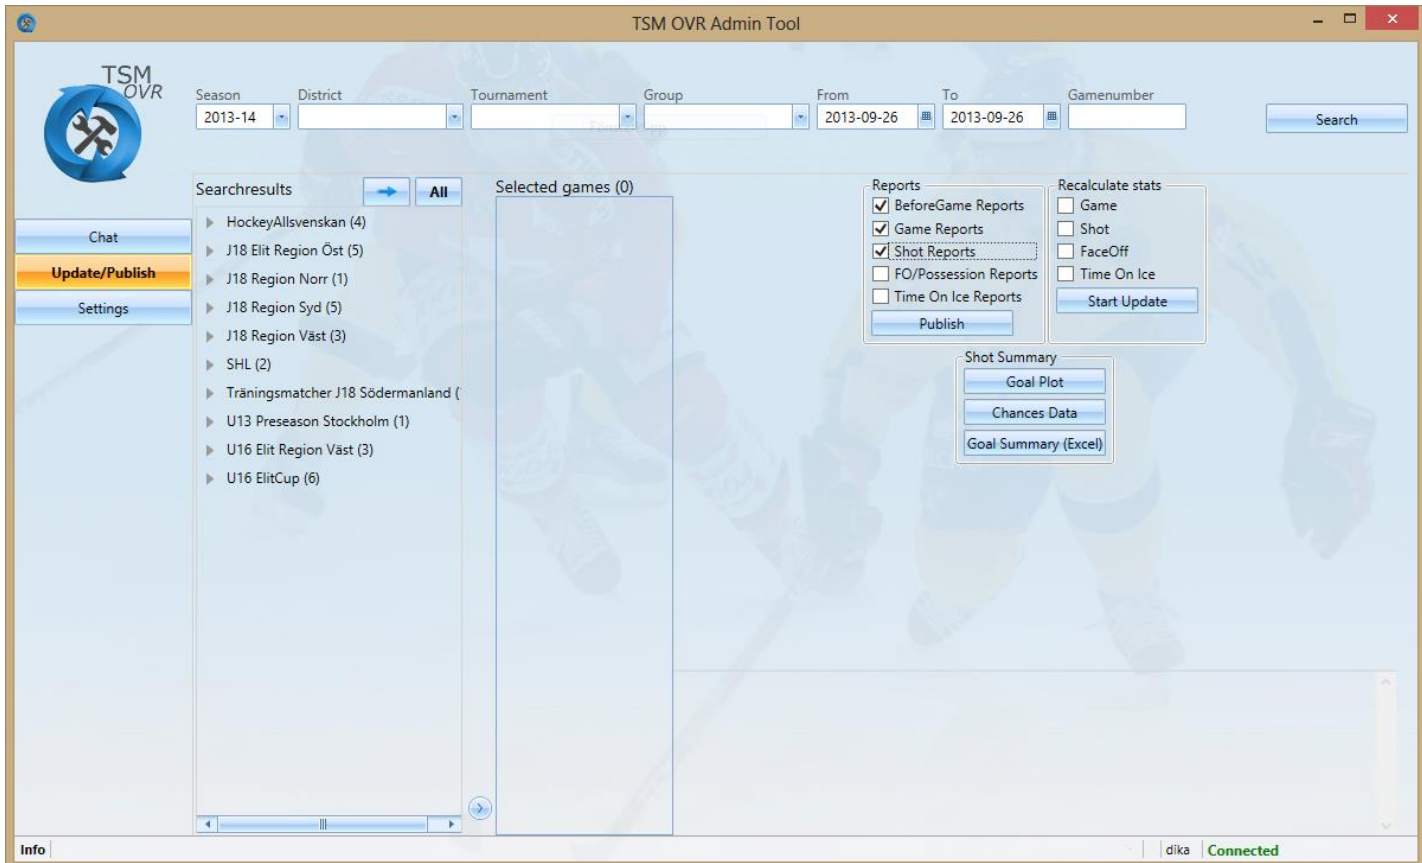 TSM OVR Admin Tool
TSM
OVR
Season District Tournament Group From To Gamenumber
2013-14 2013-09-26 2013-09-26 Search
Searchresults All Selected games (0)
Chat
Update/Publish
Settings
HockeyAllsvenskan (4)
J18 Elit Region Öst (5)
J18 Region Norr (1)
J18 Region Syd (5)
J18 Region Väst (3)
SHL (2)
Träningsmatcher J18 Södermanland (
U13 Preseason Stockholm (1)
U16 Elit Region Väst (3)
U16 ElitCup (6)
Reports
BeforeGame Reports
Game Reports
Shot Reports
FO/Possession Reports
Time On Ice Reports
Publish
Recalculate stats
Game
Shot
FaceOff
Time On Ice
Start Update
Shot Summary
Goal Plot
Chances Data
Goal Summary (Excel)
Info dika Connected